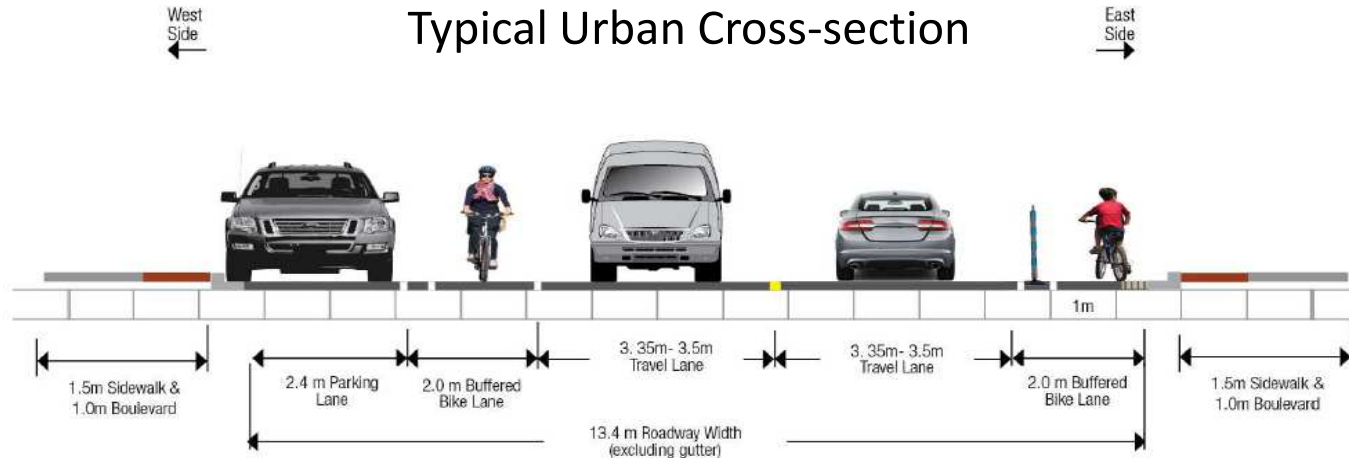 West
Side
Typical Urban Cross-section
East
Side
1m
1.5m Sidewalk &
1.0m Boulevard
2.4 m Parking
Lane
2.0 m Buffered
Bike Lane
3. 35m- 3.5m
Travel Lane
3. 35m- 3.5m
Travel Lane
2.0 m Buffered
Bike Lane
1.5m Sidewalk &
1.0m Boulevard
13.4 m Roadway Width
(excluding gutter)